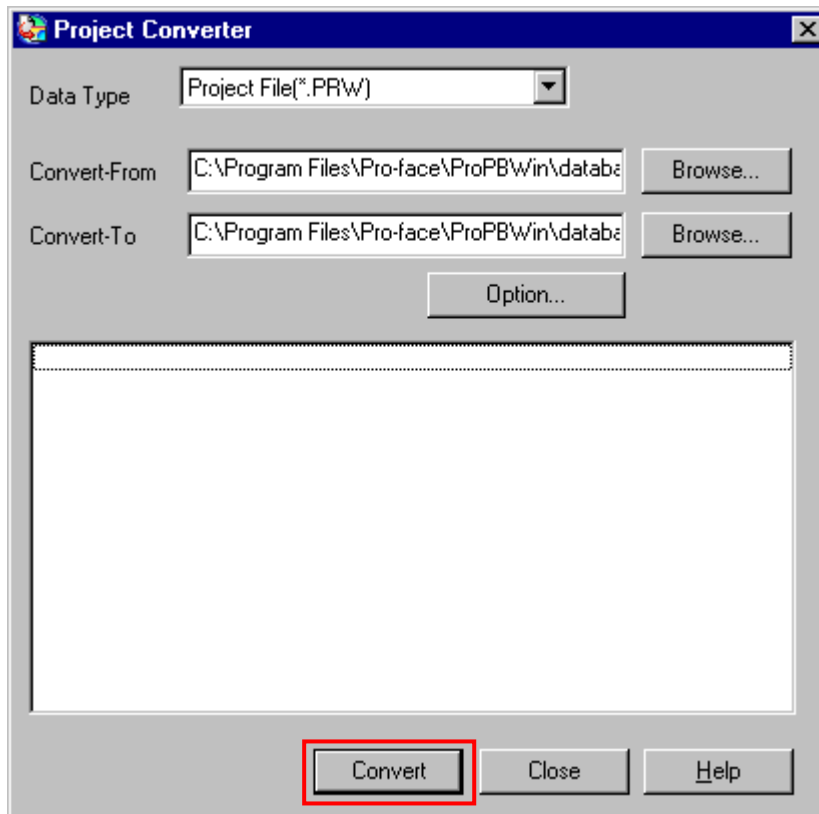 Project Converter
Data Type Project File(*.PRW)
Convert-From C:\Program Files\Pro-face\ProPBWin\databa Browse...
Convert-To C:\Program Files\Pro-face\ProPBWin\databa Browse...
Option...
Convert Close Help